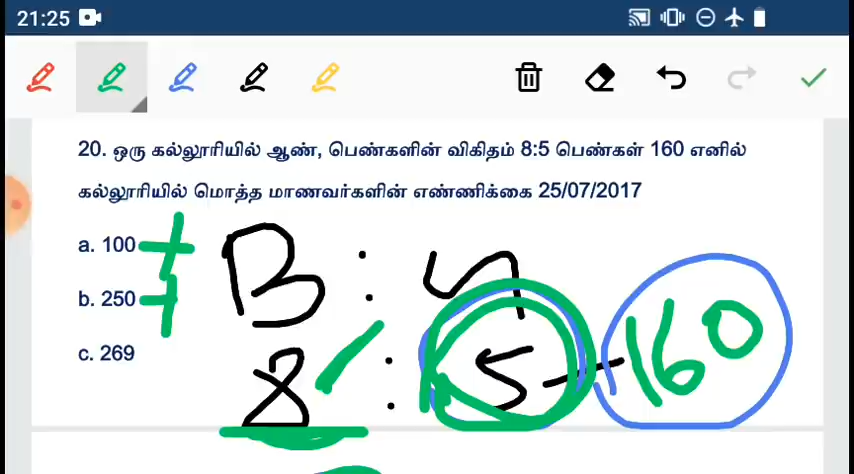 21:25
20. ஒரு கல்லூரியில் ஆண், பெண்களின் விகிதம் 8:5 பெண்கள் 160 எனில்
கல்லூரியில் மொத்த மாணவர்களின் எண்ணிக்கை 25/07/2017
a. 100
B : y
b. 250
c. 269
8 : 5 - 160